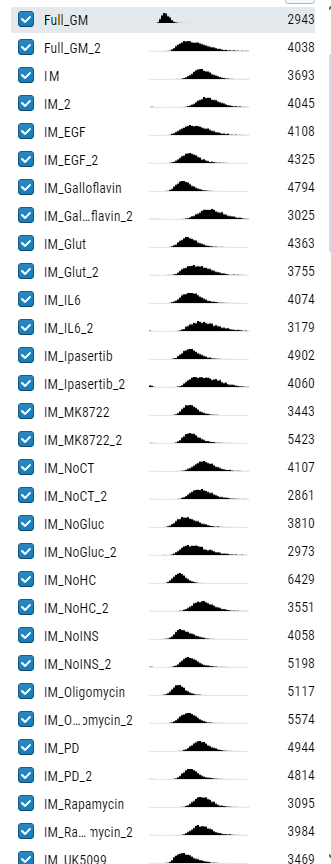 Full_GM 2943
Full_GM_2 4038
IM 3693
IM_2 4045
IM_EGF 4108
IM_EGF_2 4325
IM_Galloflavin 4794
IM_Gal...flavin_2 3025
IM_Glut 4363
IM_Glut_2 3755
IM_IL6 4074
IM_IL6_2 3179
IM_Ipasertib 4902
IM_Ipasertib_2 4060
IM_MK8722 3443
IM_MK8722_2 5423
IM_NoCT 4107
IM_NoCT_2 2861
IM_NoGluc 3810
IM_NoGluc_2 2973
IM_NoHC 6429
IM_NoHC_2 3551
IM_NoINS 4058
IM_NoINS_2 5198
IM_Oligomycin 5117
IM_O...omycin_2 5574
IM_PD 4944
IM_PD_2 4814
IM_Rapamycin 3095
IM_Ra...mycin_2 3984
IM_UK5099 3469